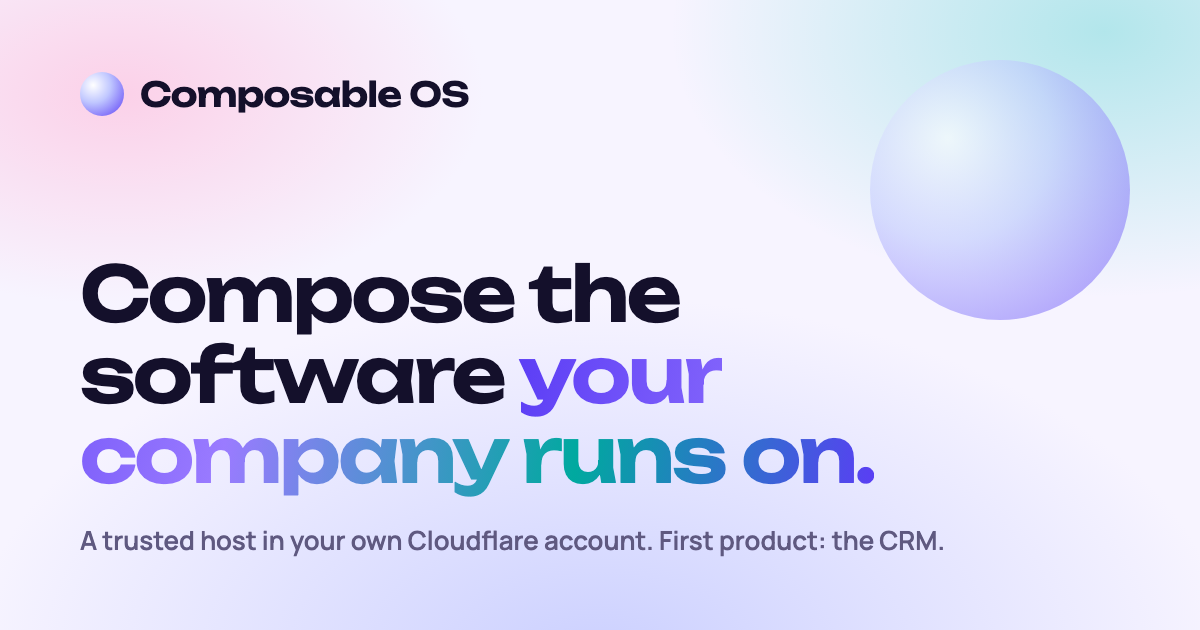 Composable OS
Compose the
software your
company runs on.
A trusted host in your own Cloudflare account. First product: the CRM.